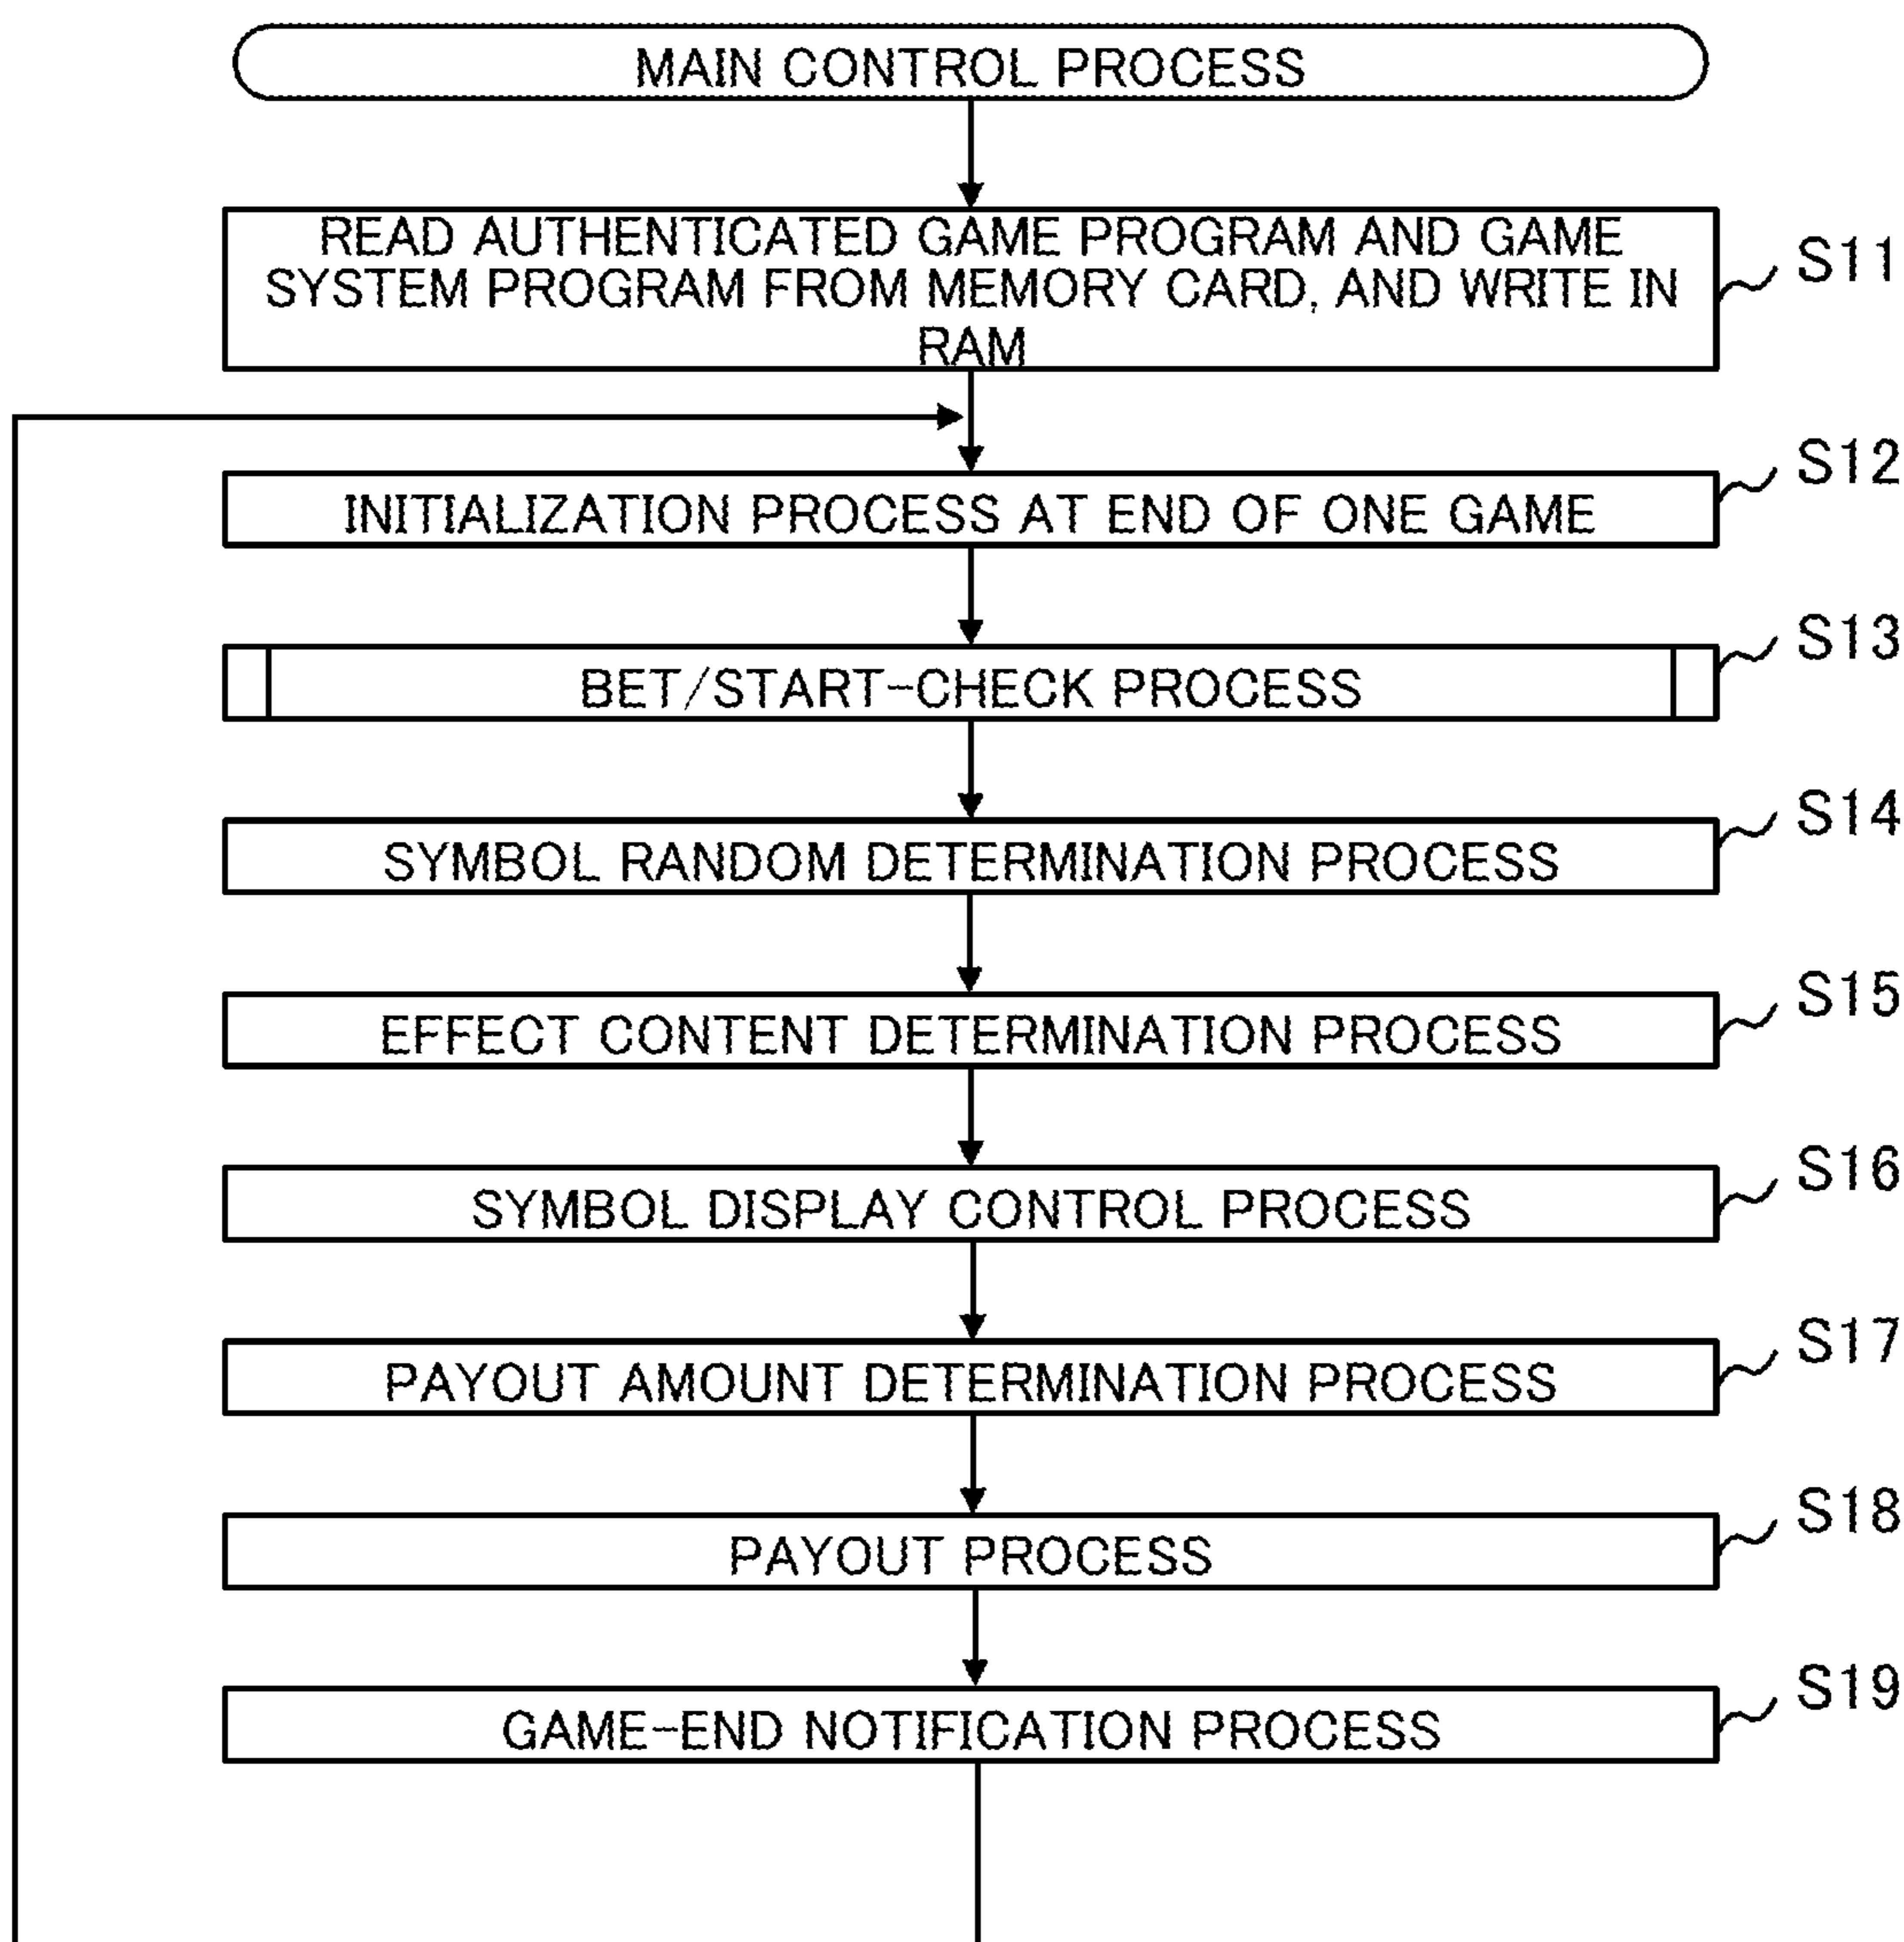 MAIN CONTROL PROCESS
READ AUTHENTICATED GAME PROGRAM AND GAME
SYSTEM PROGRAM FROM MEMORY CARD, AND WRITE IN
RAM
S11
INITIALIZATION PROCESS AT END OF ONE GAME
S12
BET/START-CHECK PROCESS
S13
SYMBOL RANDOM DETERMINATION PROCESS
S14
EFFECT CONTENT DETERMINATION PROCESS
S15
SYMBOL DISPLAY CONTROL PROCESS
S16
PAYOUT AMOUNT DETERMINATION PROCESS
S17
PAYOUT PROCESS
S18
GAME-END NOTIFICATION PROCESS
S19